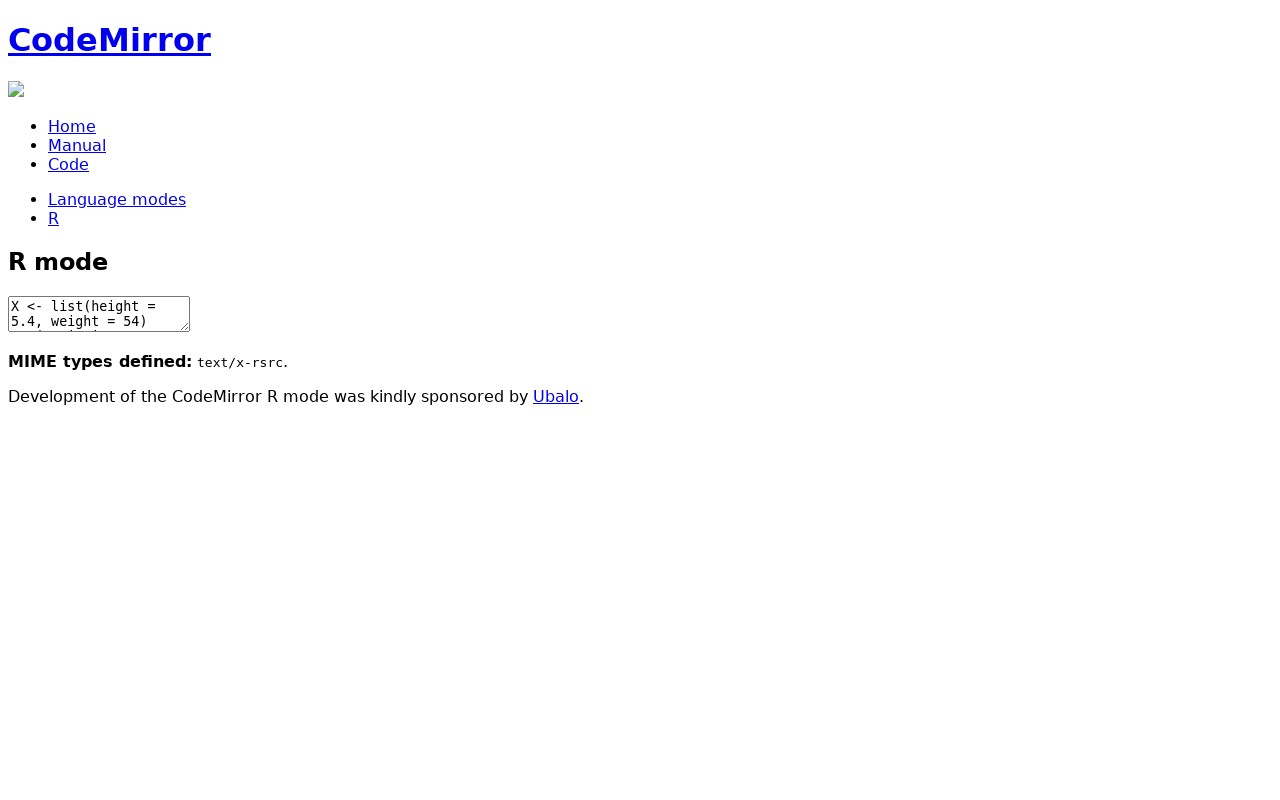 CodeMirror
Home
Manual
Code
Language modes
R
R mode
X <- list(height =
5.4, weight = 54)
MIME types defined: text/x-rsrc.
Development of the CodeMirror R mode was kindly sponsored by Ubalo.